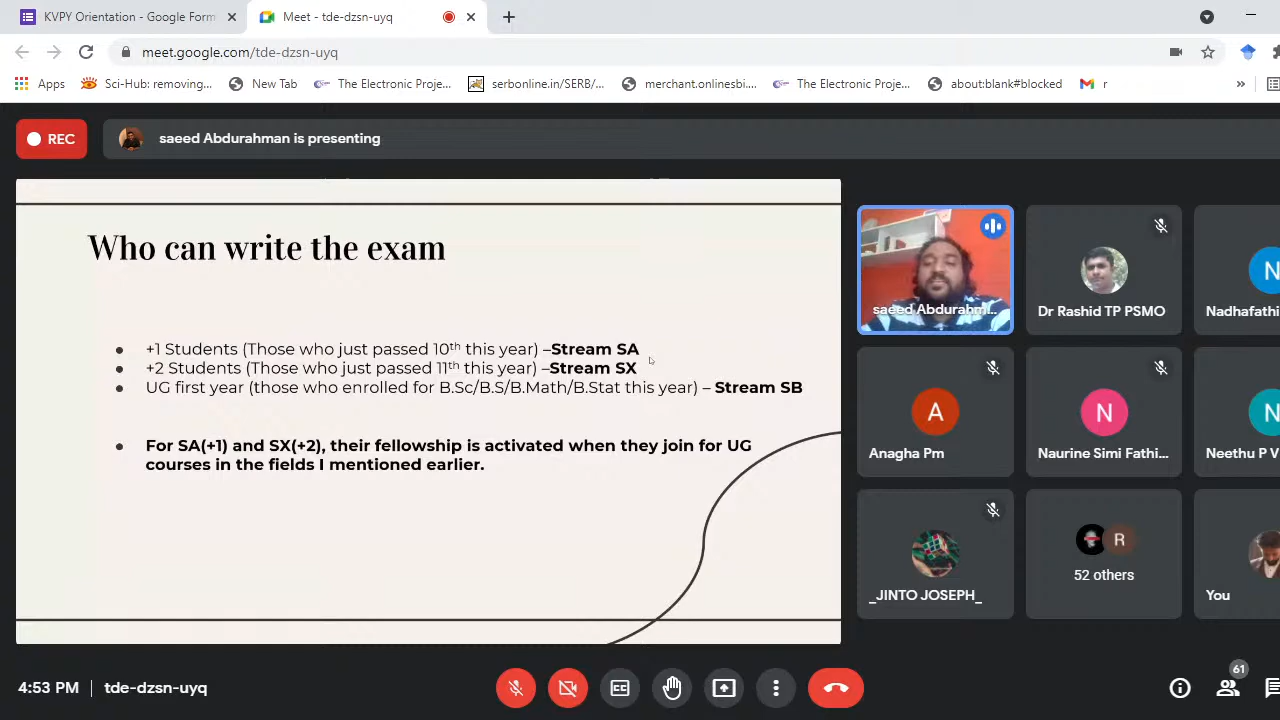 KVPY Orientation - Google Form
Meet - tde-dzsn-uyq
meet.google.com/tde-dzsn-uyq
Apps
Sci-Hub: removing...
New Tab
The Electronic Projec...
serbonline.in/SERB/...
merchant.onlinesbi....
The Electronic Projec...
about:blank#blocked
r
REC
saeed Abdurahman is presenting
Who can write the exam
+1 Students (Those who just passed 10th this year) –Stream SA
+2 Students (Those who just passed 11th this year) –Stream SX
UG first year (those who enrolled for B.Sc/B.S/B.Math/B.Stat this year) – Stream SB
For SA(+1) and SX(+2), their fellowship is activated when they join for UG
courses in the fields I mentioned earlier.
saeed Abdurahm...
Dr Rashid TP PSMO
N
Nadhafathi
A
Anagha Pm
N
Naurine Simi Fathi...
N
Neethu P V
_JINTO JOSEPH_
R
52 others
You
4:53 PM | tde-dzsn-uyq
CC
61